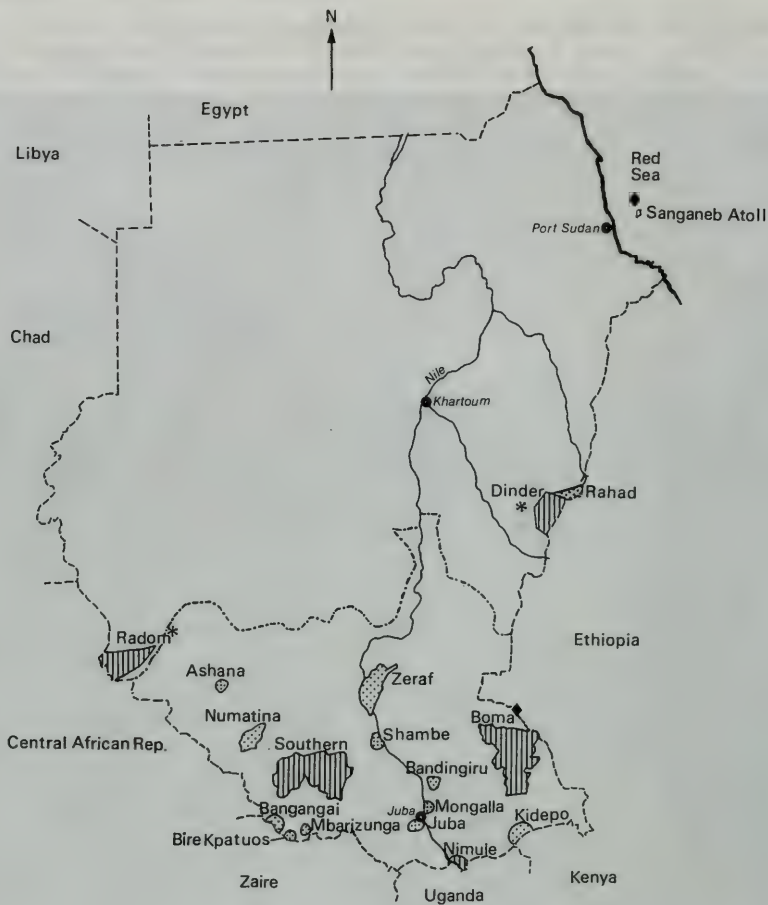 N
Egypt
Libya
Red
Sea
Sanganeb Atoll
Port Sudan
Chad
Nile
Khartoum
Dinder
Rahad
*
Ethiopia
Radom
*
Ashana
Zeraf
Numatina
Boma
Central African Rep.
Shambe
Southern
Bandingiru
Bangangai
Mongalla
Kidepo
Juba
Juba
Mbarizunga
Bire Kpatuos
Nimule
Zaire
Kenya
Uganda